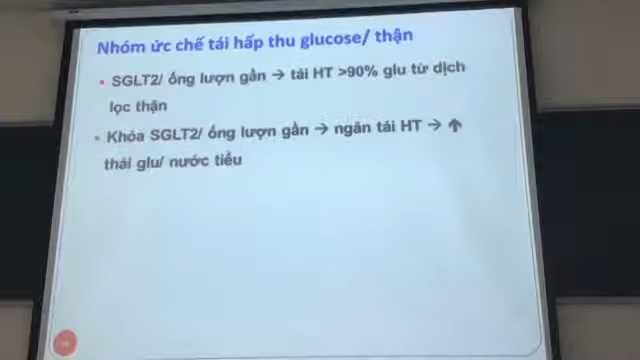 Nhóm ức chế tái hấp thu glucose/ thận
• SGLT2/ ống lượn gần → tái HT >90% glu từ dịch
lọc thận
• Khóa SGLT2/ ống lượn gần → ngăn tái HT → ↑
thải glu/ nước tiểu